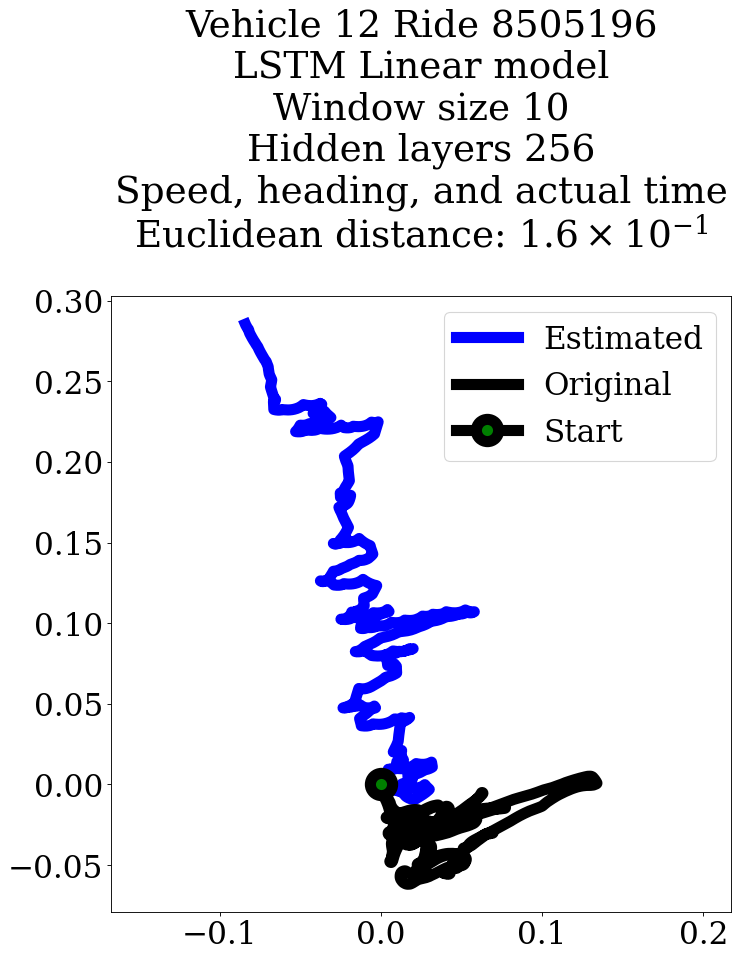 Vehicle 12 Ride 8505196
LSTM Linear model
Window size 10
Hidden layers 256
Speed, heading, and actual time
Euclidean distance: 1.6 × 10⁻¹
0.30
0.25
0.20
0.15
0.10
0.05
0.00
−0.05
Estimated
Original
Start
−0.1
0.0
0.1
0.2